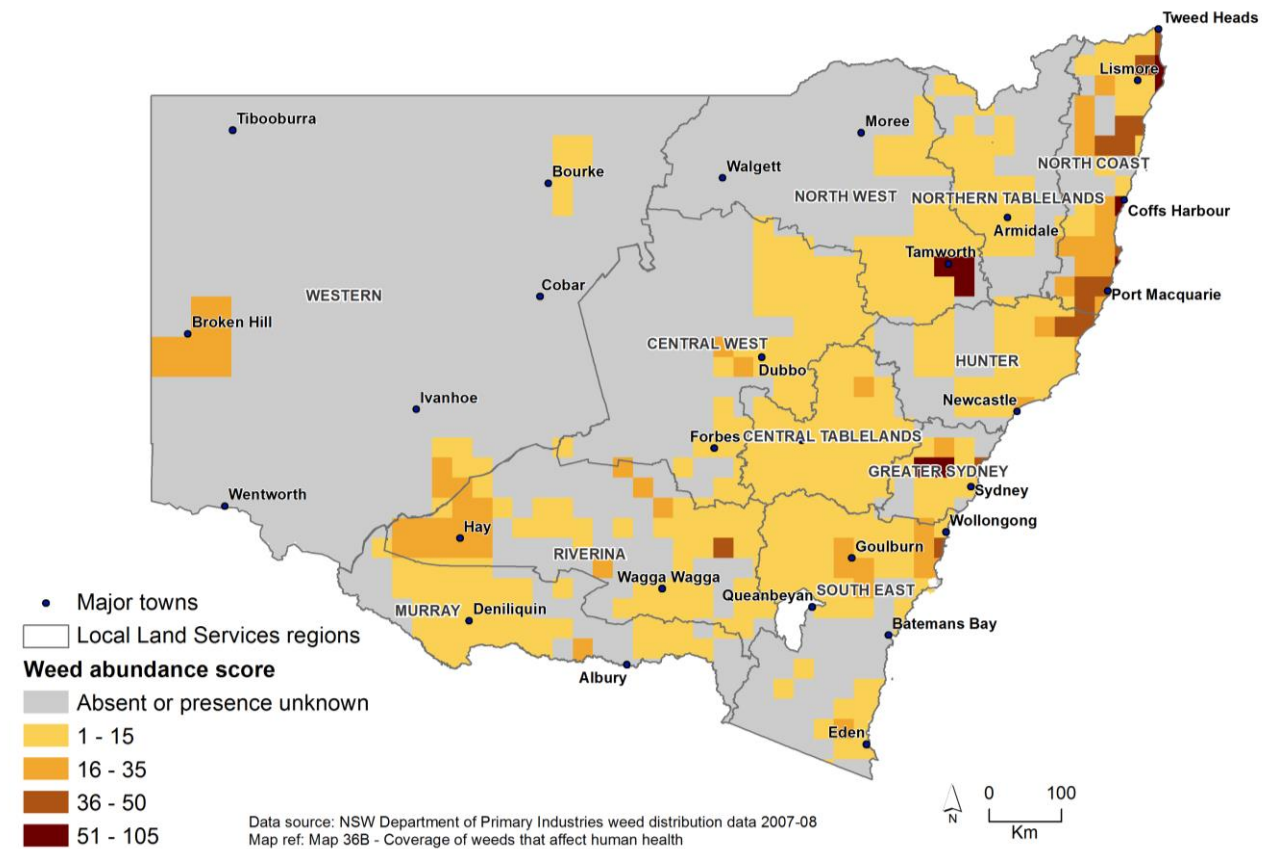 Tweed Heads
Lismore
Tibooburra
Moree
Bourke
Walgett
NORTH COAST
NORTH WEST
NORTHERN TABLELANDS
Coffs Harbour
Armidale
Tamworth
Cobar
WESTERN
Port Macquarie
Broken Hill
CENTRAL WEST
HUNTER
Dubbo
Ivanhoe
Newcastle
Forbes
CENTRAL TABLELANDS
GREATER SYDNEY
Sydney
Wentworth
Wollongong
Hay
Goulburn
RIVERINA
Wagga Wagga
Queanbeyan
SOUTH EAST
MURRAY
Deniliquin
Batemans Bay
Albury
Eden
Major towns
Local Land Services regions
Weed abundance score
Absent or presence unknown
1 - 15
16 - 35
36 - 50
51 - 105
Data source: NSW Department of Primary Industries weed distribution data 2007-08
Map ref: Map 36B - Coverage of weeds that affect human health
N
0 100
Km